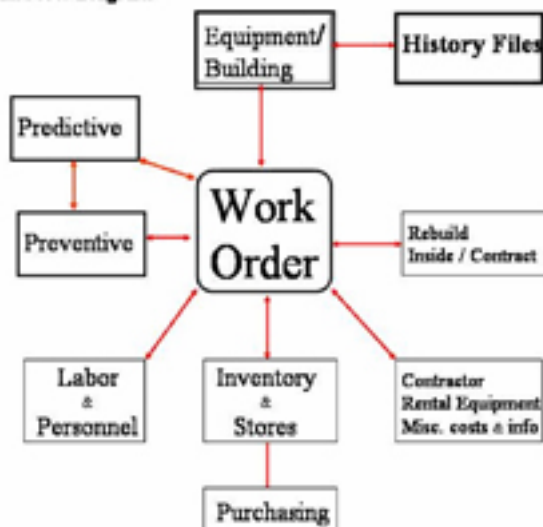 Equipment/
Building
History Files
Predictive
Preventive
Work
Order
Rebuild
Inside / Contract
Labor
&
Personnel
Inventory
&
Stores
Contractor
Rental Equipment
Misc. costs & info
Purchasing